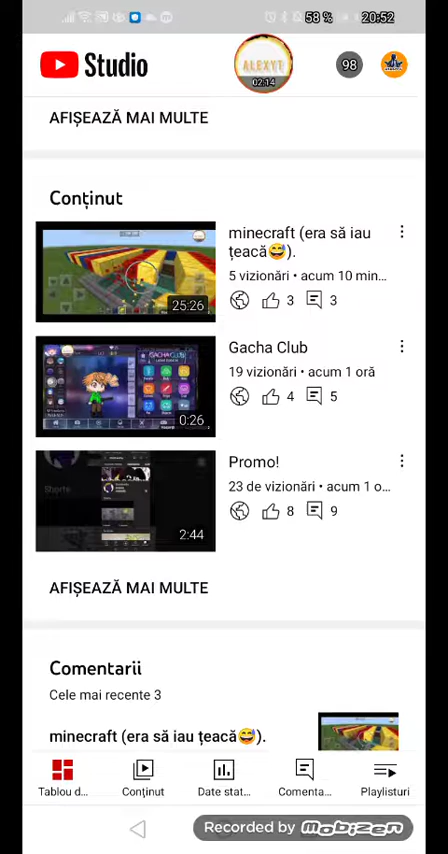 58 % 20:52
Studio ALEXYT 02:14 98
AFIȘEAZĂ MAI MULTE
Conținut
minecraft (era să iau
țeacă😅).
5 vizionări • acum 10 min...
3 3
25:26
Gacha Club
19 vizionări • acum 1 oră
4 5
GACHA CLUB
0:26
Promo!
23 de vizionări • acum 1 o...
8 9
Shorts
2:44
AFIȘEAZĂ MAI MULTE
Comentarii
Cele mai recente 3
minecraft (era să iau țeacă😅).
Tablou d... Conținut Date stat... Comenta... Playlisturi
Recorded by mobizen